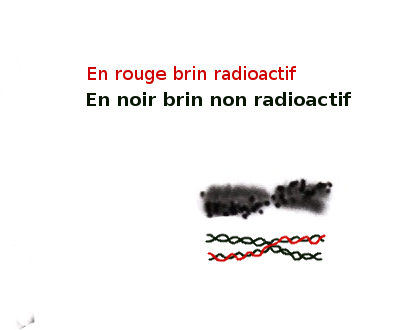 En rouge brin radioactif
En noir brin non radioactif